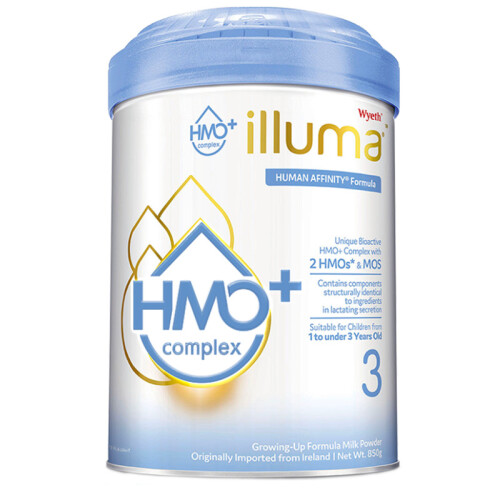 HMO+
complex
Wyeth®
illuma®
HUMAN AFFINITY® Formula
Unique Bioactive
HMO+ Complex with
2 HMOs* & MOS
Contains components
structurally identical
to ingredients
in lactating secretion
Suitable for Children from
1 to under 3 Years Old
HMO+
complex
3
Growing-Up Formula Milk Powder
Originally Imported from Ireland | Net Wt. 850g